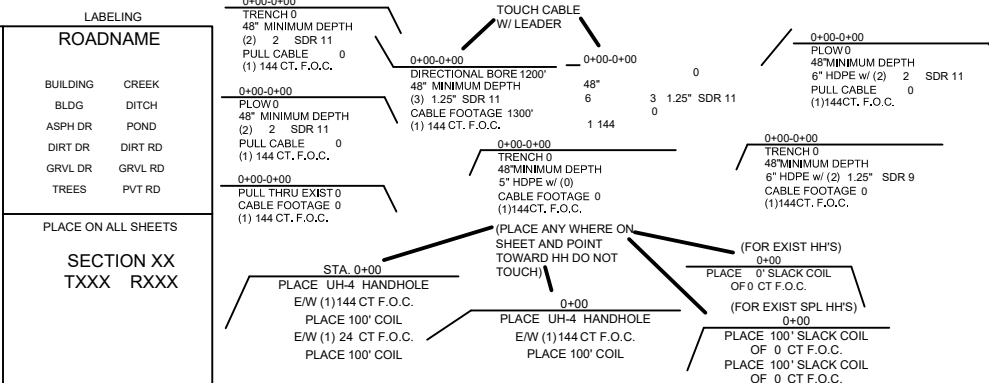 LABELING
ROADNAME
BUILDING CREEK
BLDG DITCH
ASPH DR POND
DIRT DR DIRT RD
GRVL DR GRVL RD
TREES PVT RD
PLACE ON ALL SHEETS
SECTION XX
TXXX RXXX
0+00-0+00
TRENCH 0
48" MINIMUM DEPTH
(2) 2 SDR 11
PULL CABLE 0
(1) 144 CT. F.O.C.
0+00-0+00
PLOW 0
48" MINIMUM DEPTH
(2) 2 SDR 11
PULL CABLE 0
(1) 144 CT. F.O.C.
0+00-0+00
PULL THRU EXIST 0
CABLE FOOTAGE 0
(1) 144 CT. F.O.C.
TOUCH CABLE
W/ LEADER
0+00-0+00
DIRECTIONAL BORE 1200'
48" MINIMUM DEPTH
(3) 1.25" SDR 11
CABLE FOOTAGE 1300'
(1) 144 CT. F.O.C.
0+00-0+00
0
48"
6 3 1.25" SDR 11
0
1 144
0+00-0+00
PLOW 0
48"MINIMUM DEPTH
6" HDPE w/ (2) 2 SDR 11
PULL CABLE 0
(1)144CT. F.O.C.
0+00-0+00
TRENCH 0
48"MINIMUM DEPTH
5" HDPE w/ (0)
CABLE FOOTAGE 0
(1)144CT. F.O.C.
0+00-0+00
TRENCH 0
48"MINIMUM DEPTH
6" HDPE w/ (2) 1.25" SDR 9
CABLE FOOTAGE 0
(1)144CT. F.O.C.
(PLACE ANY WHERE ON
SHEET AND POINT
TOWARD HH DO NOT
TOUCH)
STA. 0+00
PLACE UH-4 HANDHOLE
E/W (1)144 CT F.O.C.
PLACE 100' COIL
E/W (1) 24 CT F.O.C.
PLACE 100' COIL
0+00
PLACE UH-4 HANDHOLE
E/W (1)144 CT F.O.C.
PLACE 100' COIL
(FOR EXIST HH'S)
0+00
PLACE 0' SLACK COIL
OF 0 CT F.O.C.
(FOR EXIST SPL HH'S)
0+00
PLACE 100' SLACK COIL
OF 0 CT F.O.C.
PLACE 100' SLACK COIL
OF 0 CT F.O.C.